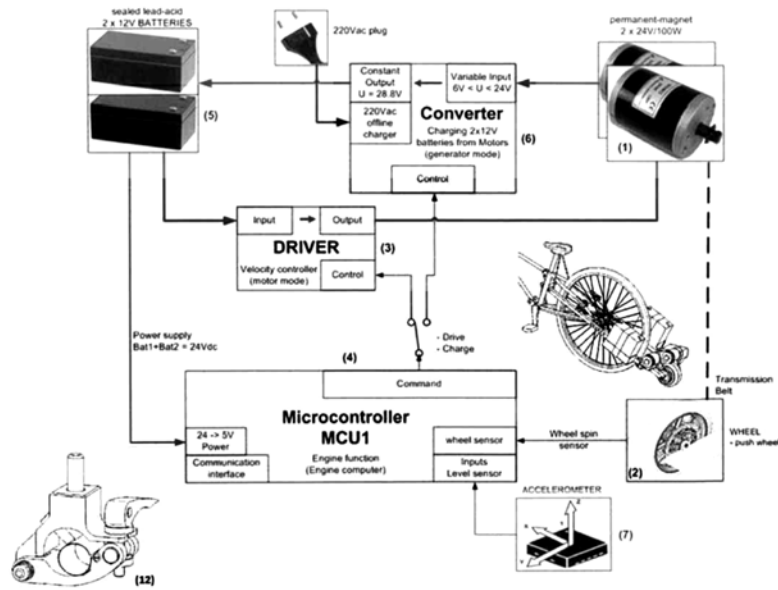 sealed lead-acid
2 x 12V BATTERIES
(5)
220Vac plug
permanent-magnet
2 x 24V/100W
(1)
Constant
Output
U = 28.8V
Variable Input
6V < U < 24V
220Vac
offline
charger
Converter
Charging 2x12V
batteries from Motors
(generator mode)
(6)
Control
Input
Output
DRIVER
(3)
Velocity controller
(motor mode)
Control
Power supply
Bat1+Bat2 = 24Vdc
- Drive
- Charge
(4)
Command
Microcontroller
MCU1
Engine function
(Engine computer)
24 -> 5V
Power
Communication
interface
wheel sensor
Inputs
Level sensor
Wheel spin
sensor
Transmission
Belt
WHEEL
- push wheel
(2)
ACCELEROMETER
(7)
(12)